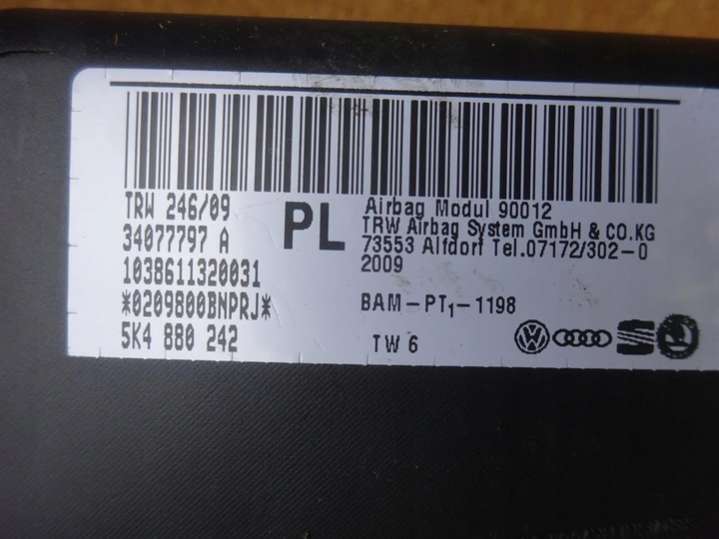 TRW 246/09
34077797 A
1038611320031
*0209800BNPRJ*
5K4 880 242
PL
Airbag Modul 90012
TRW Airbag System GmbH & CO.KG
73553 Alfdorf Tel.07172/302-0
2009
BAM-PT₁-1198
TW 6